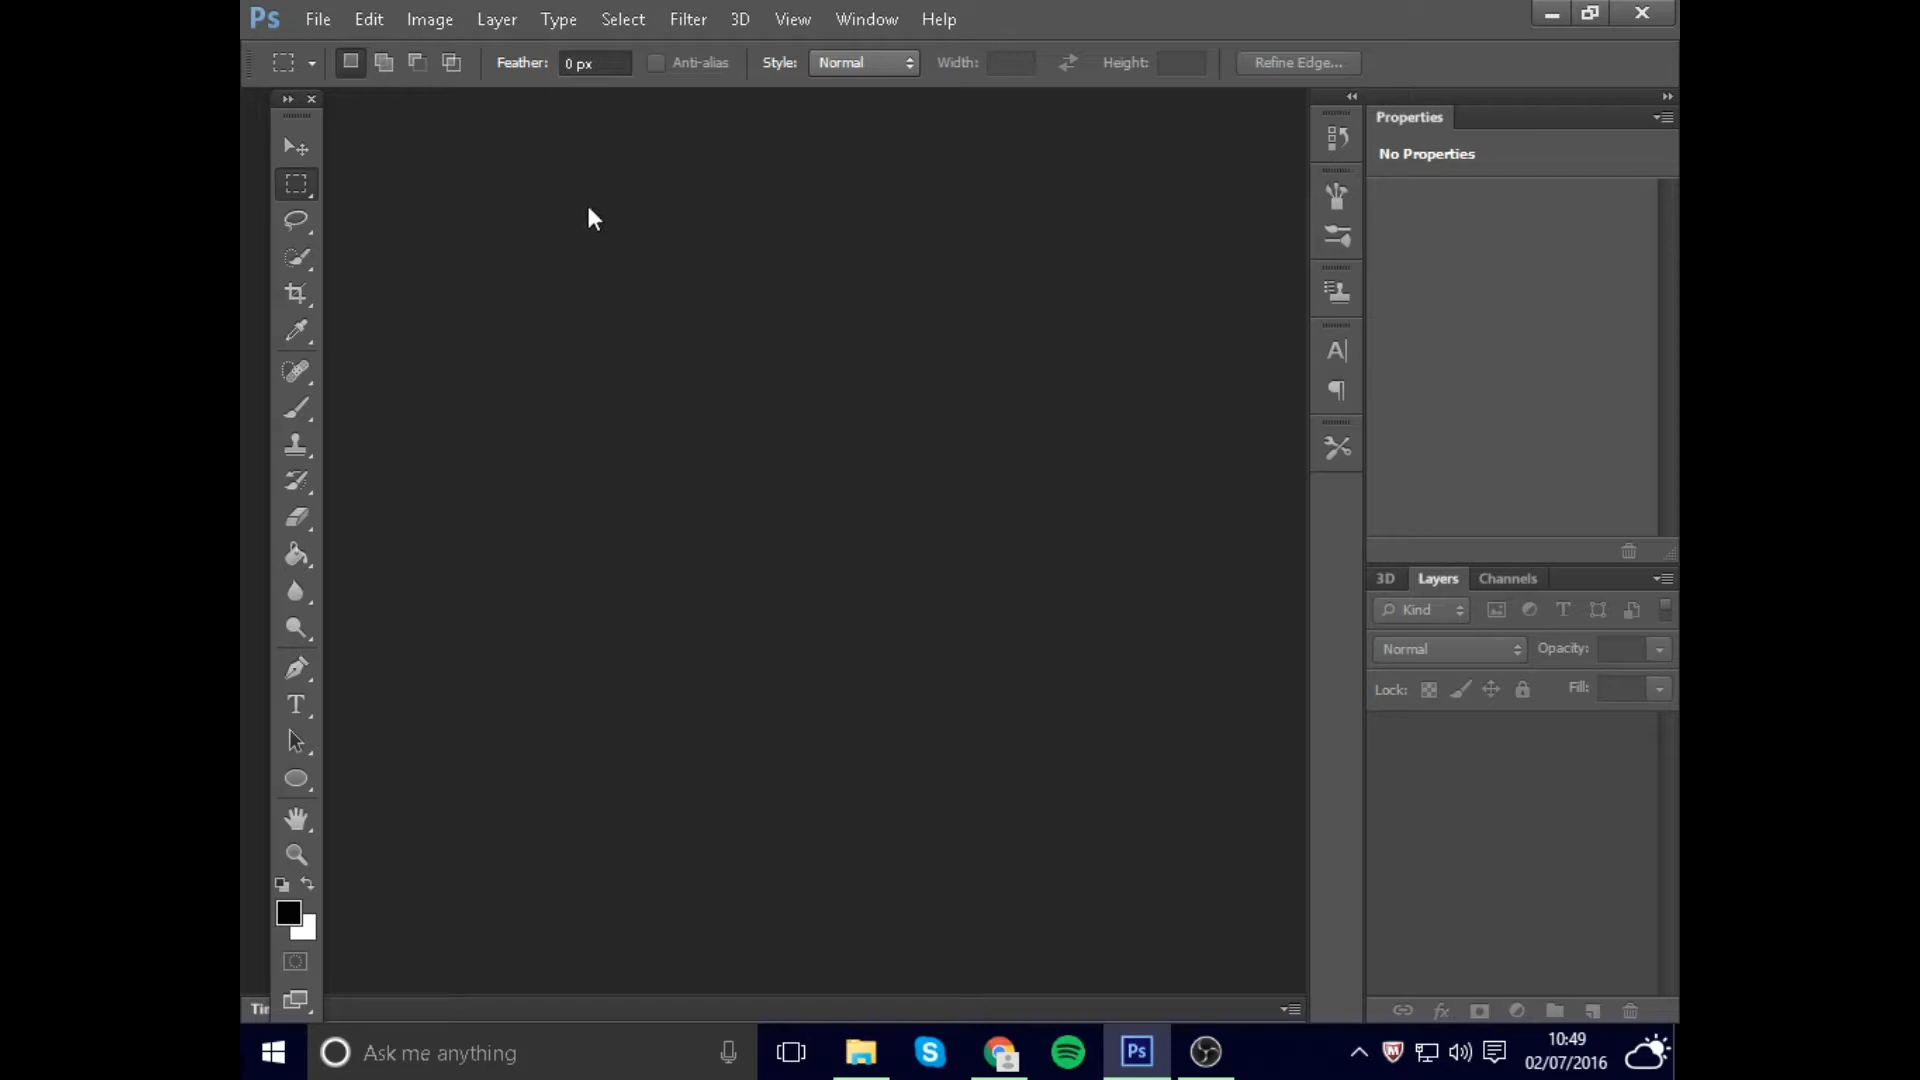 Ps File Edit Image Layer Type Select Filter 3D View Window Help
Feather: 0 px Anti-alias Style: Normal Width: Height: Refine Edge...
Properties
No Properties
3D Layers Channels
Kind
Normal Opacity:
Lock: Fill:
Ask me anything
Ps
10:49
02/07/2016